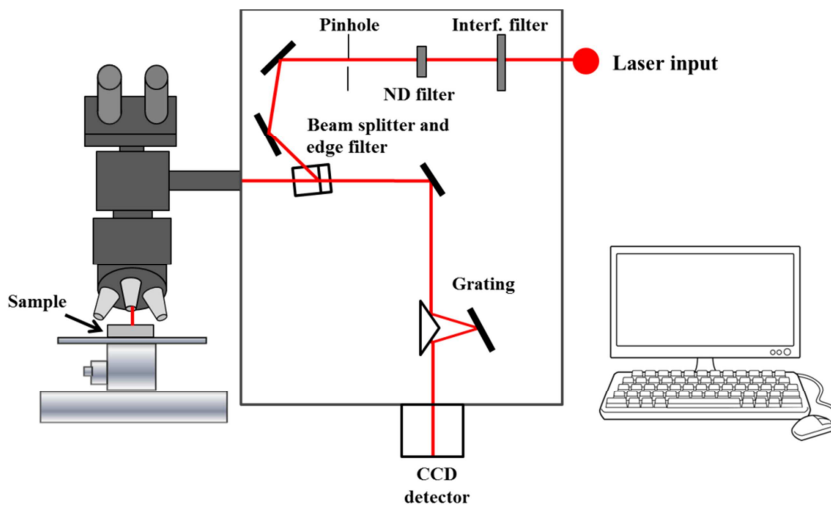 Pinhole
Interf. filter
Laser input
ND filter
Beam splitter and
edge filter
Grating
Sample
CCD
detector